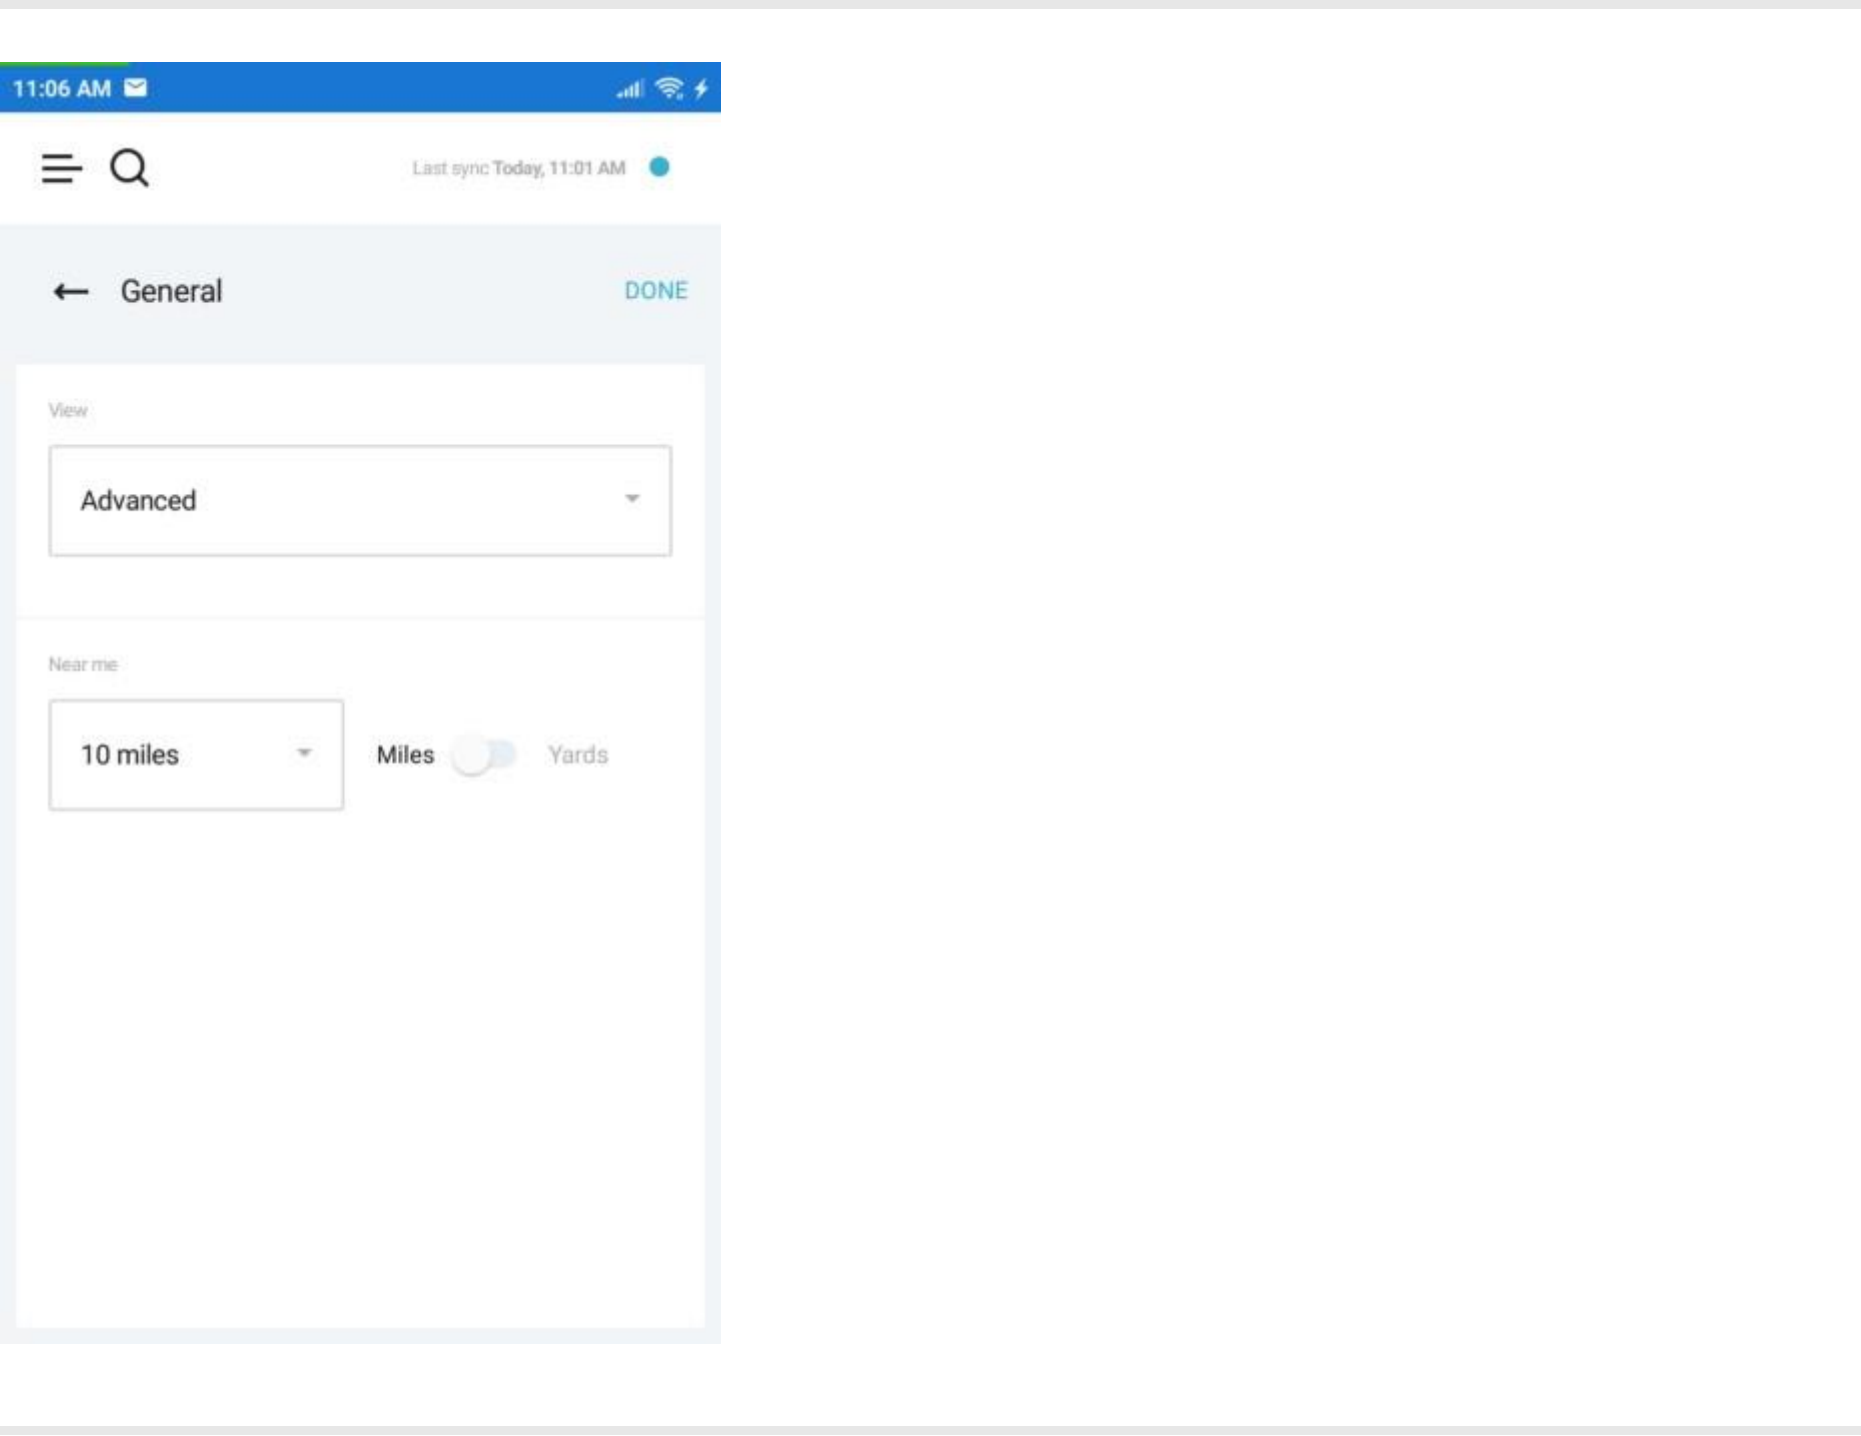 11:06 AM
Last sync Today, 11:01 AM
General DONE
View
Advanced
Near me
10 miles Miles Yards